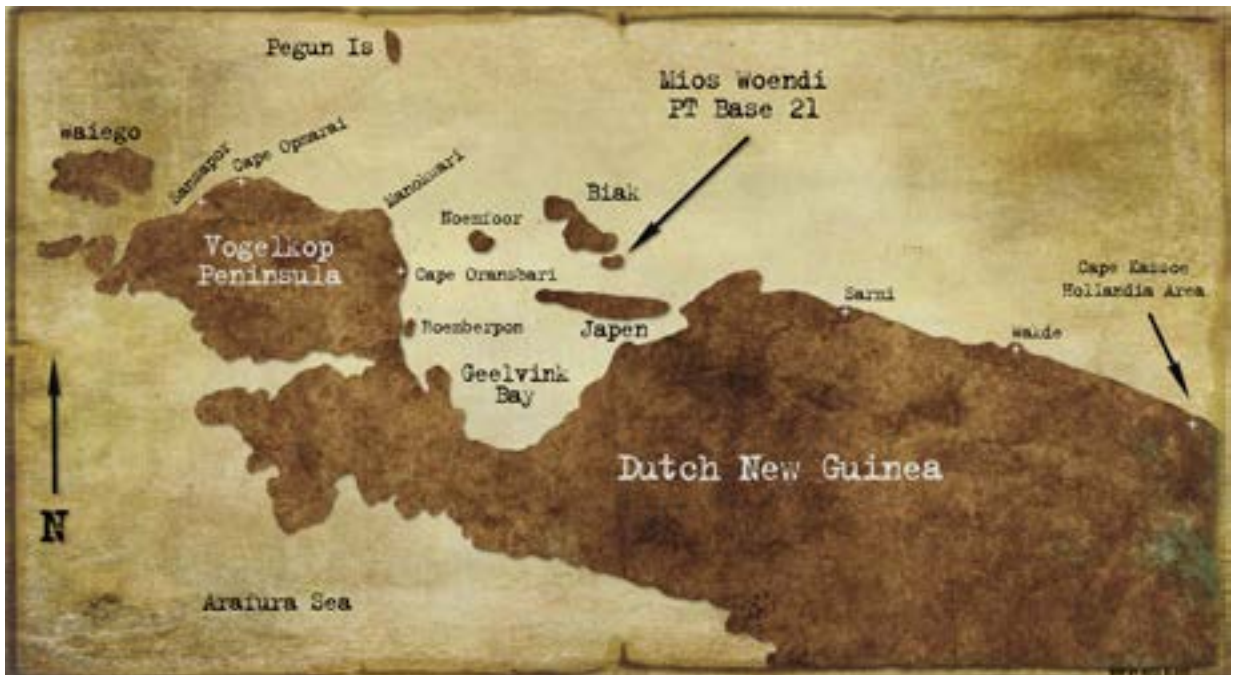 Pegun Is
Mios Woendi
PT Base 21
Waiego
Sansapor
Cape Opmarai
Manokwari
Biak
Noemfoor
Vogelkop
Peninsula
Cape Oransbari
Cape Kassoe
Hollandia Area
Sarmi
Japen
Roemberpon
Wakde
Geelvink
Bay
Dutch New Guinea
N
Arafura Sea